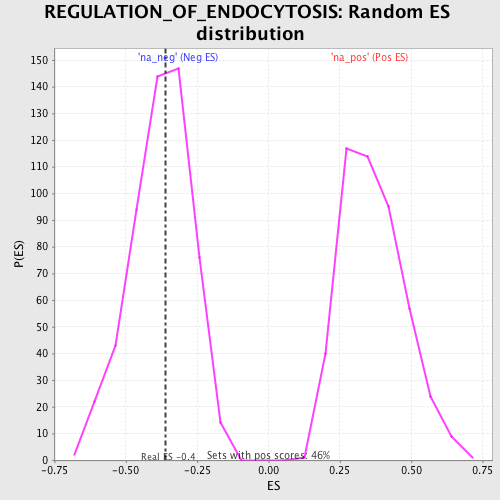 REGULATION_OF_ENDOCYTOSIS: Random ES
distribution
'na_neg' (Neg ES)
'na_pos' (Pos ES)
150
140
130
120
110
100
90
80
70
60
50
40
30
20
10
0
P(ES)
Real ES -0.4
Sets with pos scores: 46%
-0.75
-0.50
-0.25
0.00
0.25
0.50
0.75
ES